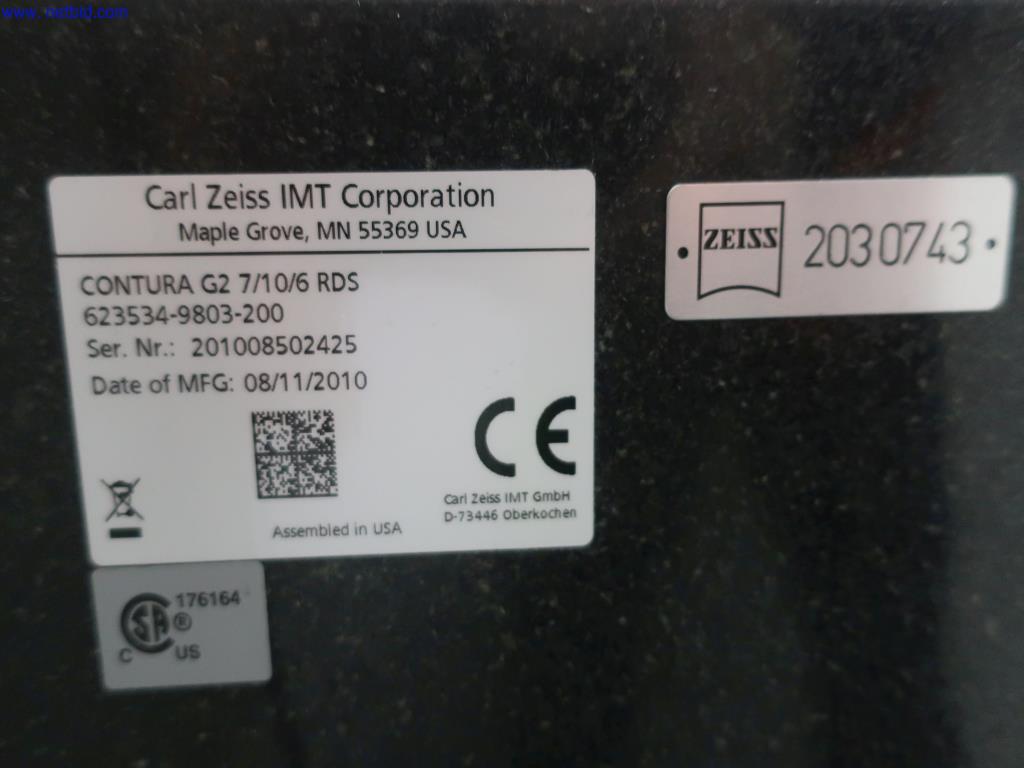 www.netbid.com
Carl Zeiss IMT Corporation
Maple Grove, MN 55369 USA
CONTURA G2 7/10/6 RDS
623534-9803-200
Ser. Nr.: 201008502425
Date of MFG: 08/11/2010
CE
Carl Zeiss IMT GmbH
D-73446 Oberkochen
Assembled in USA
ZEISS 2030743
176164
CSA ®
C US